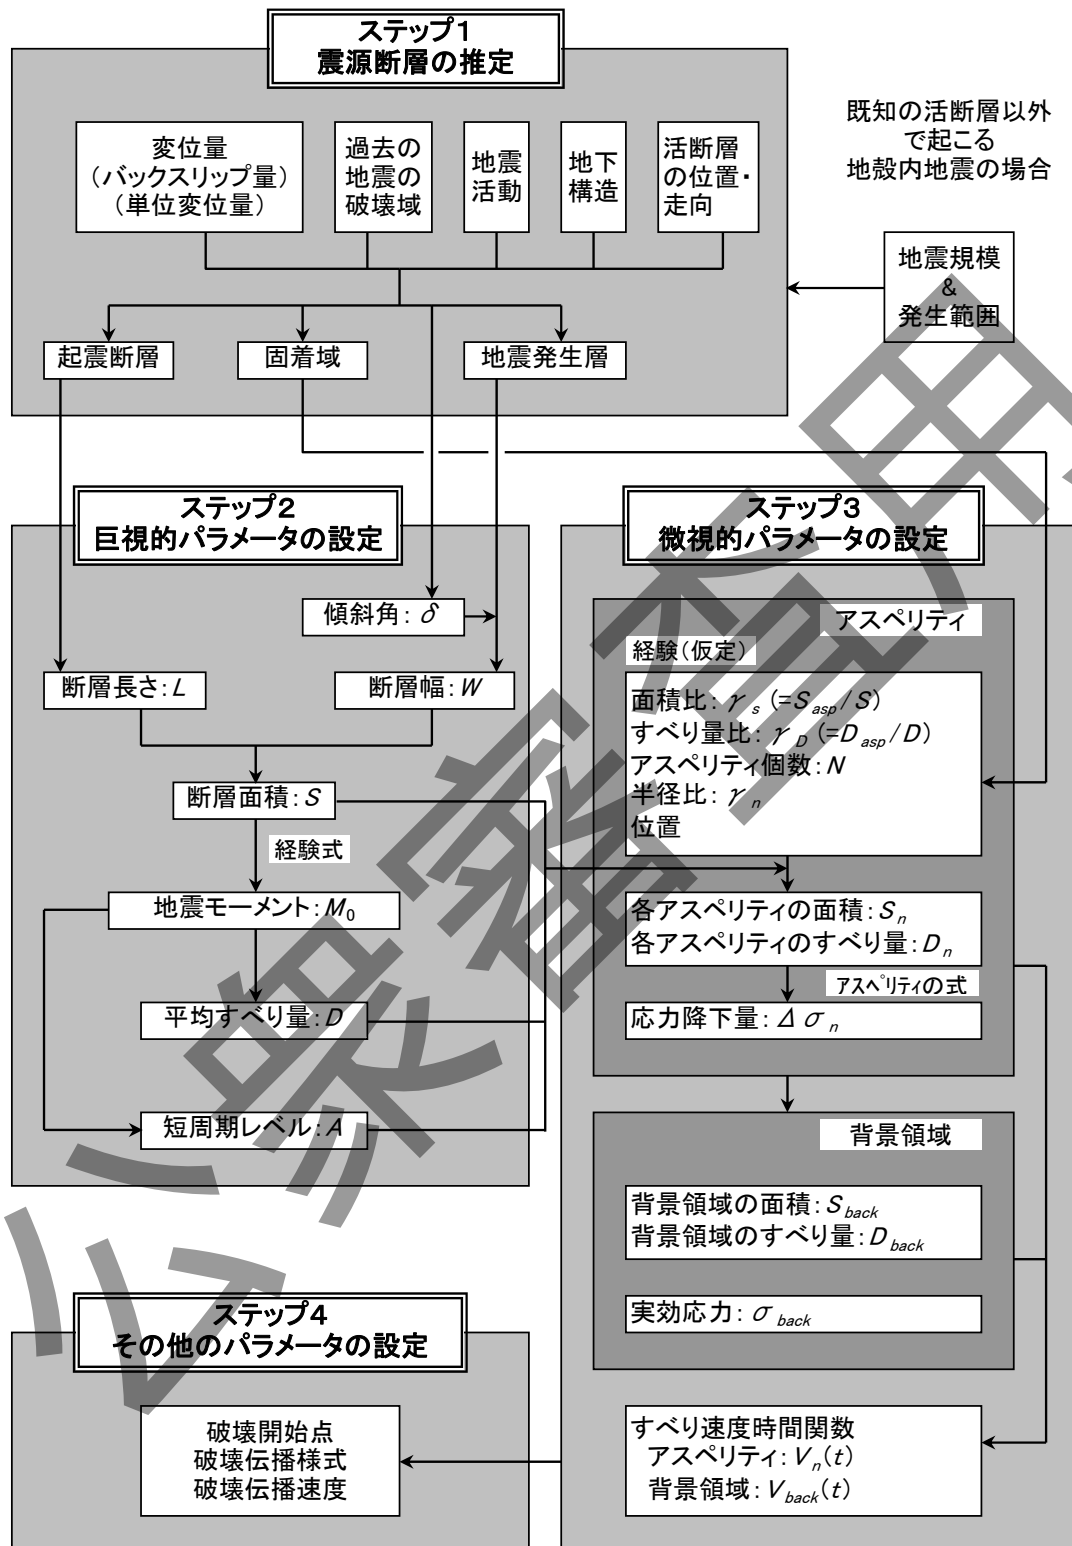 ステップ1
震源断層の推定
変位量
（バックスリップ量）
（単位変位量）
過去の
地震の
破壊域
地震
活動
地下
構造
活断層
の位置・
走向
既知の活断層以外
で起こる
地殻内地震の場合
地震規模
&
発生範囲
起震断層
固着域
地震発生層
ステップ2
巨視的パラメータの設定
傾斜角：δ
断層長さ：L
断層幅：W
断層面積：S
経験式
地震モーメント：M0
平均すべり量：D
短周期レベル：A
ステップ3
微視的パラメータの設定
アスペリティ
経験（仮定）
面積比：γs (=Sasp/S)
すべり量比：γD (=Dasp/D)
アスペリティ個数：N
半径比：γn
位置
各アスペリティの面積：Sn
各アスペリティのすべり量：Dn
アスペリティの式
応力降下量：Δσn
背景領域
背景領域の面積：Sback
背景領域のすべり量：Dback
実効応力：σback
すべり速度時間関数
アスペリティ：Vn(t)
背景領域：Vback(t)
ステップ4
その他のパラメータの設定
破壊開始点
破壊伝播様式
破壊伝播速度
公衆審査用